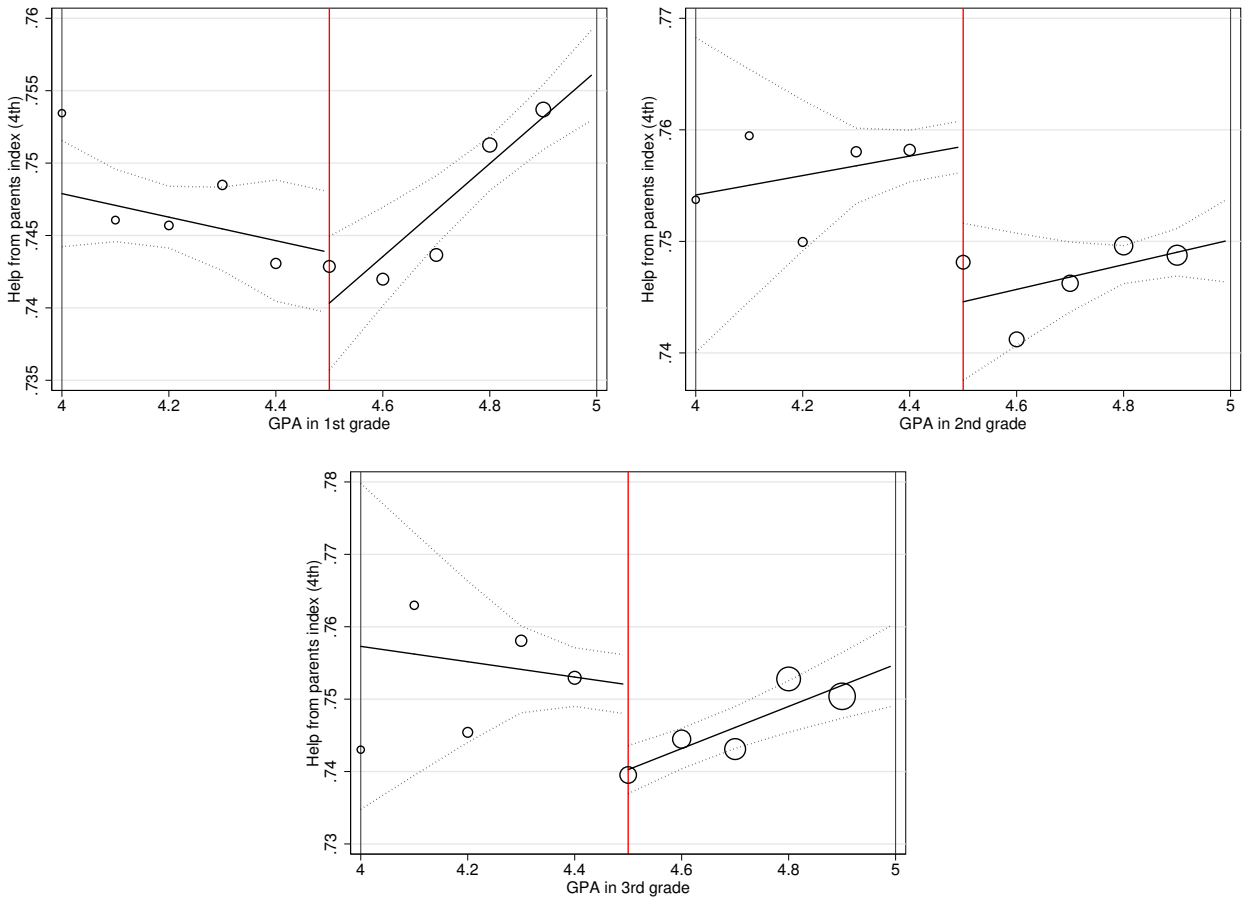 Help from parents index (4th)
.76
.755
.75
.745
.74
.735
4 4.2 4.4 4.6 4.8 5
GPA in 1st grade
Help from parents index (4th)
.77
.76
.75
.74
4 4.2 4.4 4.6 4.8 5
GPA in 2nd grade
Help from parents index (4th)
.78
.77
.76
.75
.74
.73
4 4.2 4.4 4.6 4.8 5
GPA in 3rd grade